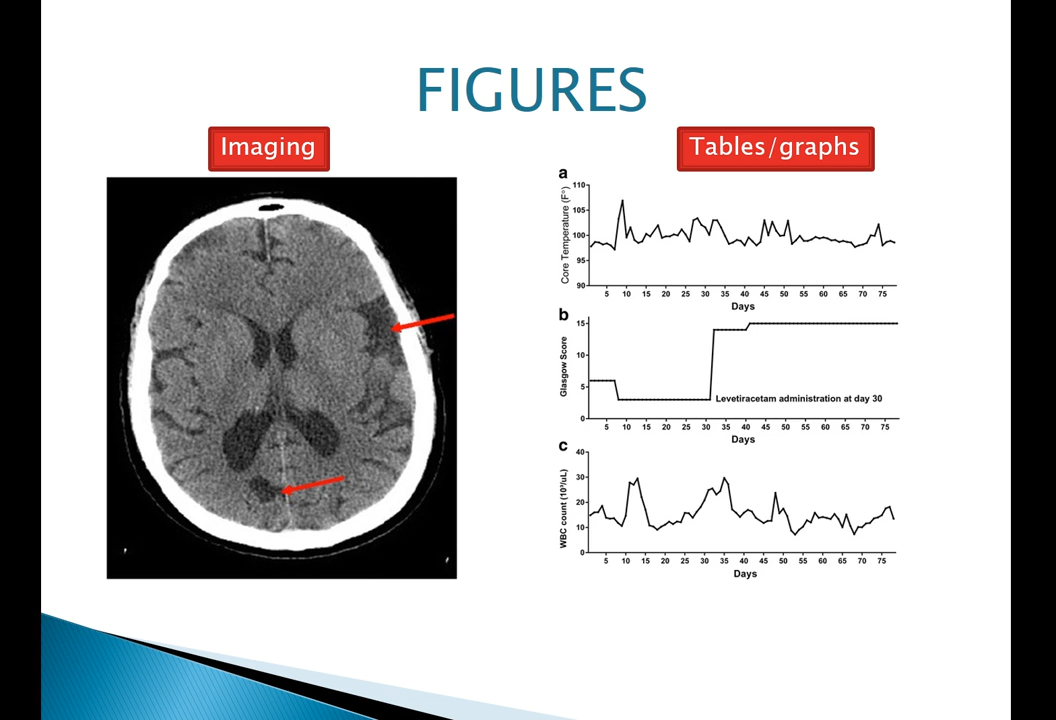 FIGURES
Imaging
Tables/graphs
a
Core Temperature (F°)
110
105
100
95
90
5 10 15 20 25 30 35 40 45 50 55 60 65 70 75
Days
b
Glasgow Score
15
10
5
0
Levetiracetam administration at day 30
5 10 15 20 25 30 35 40 45 50 55 60 65 70 75
Days
c
WBC count (10³/uL)
40
30
20
10
0
5 10 15 20 25 30 35 40 45 50 55 60 65 70 75
Days